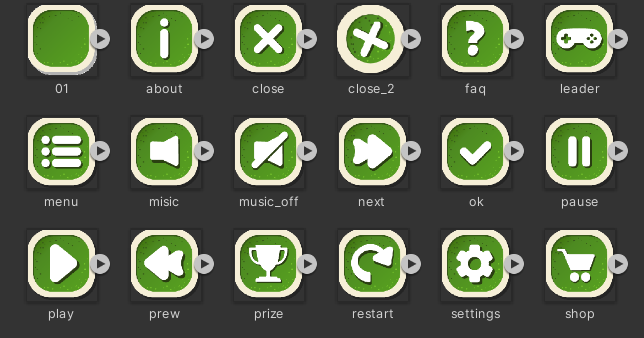 01 about close close_2 faq leader
menu misic music_off next ok pause
play prew prize restart settings shop